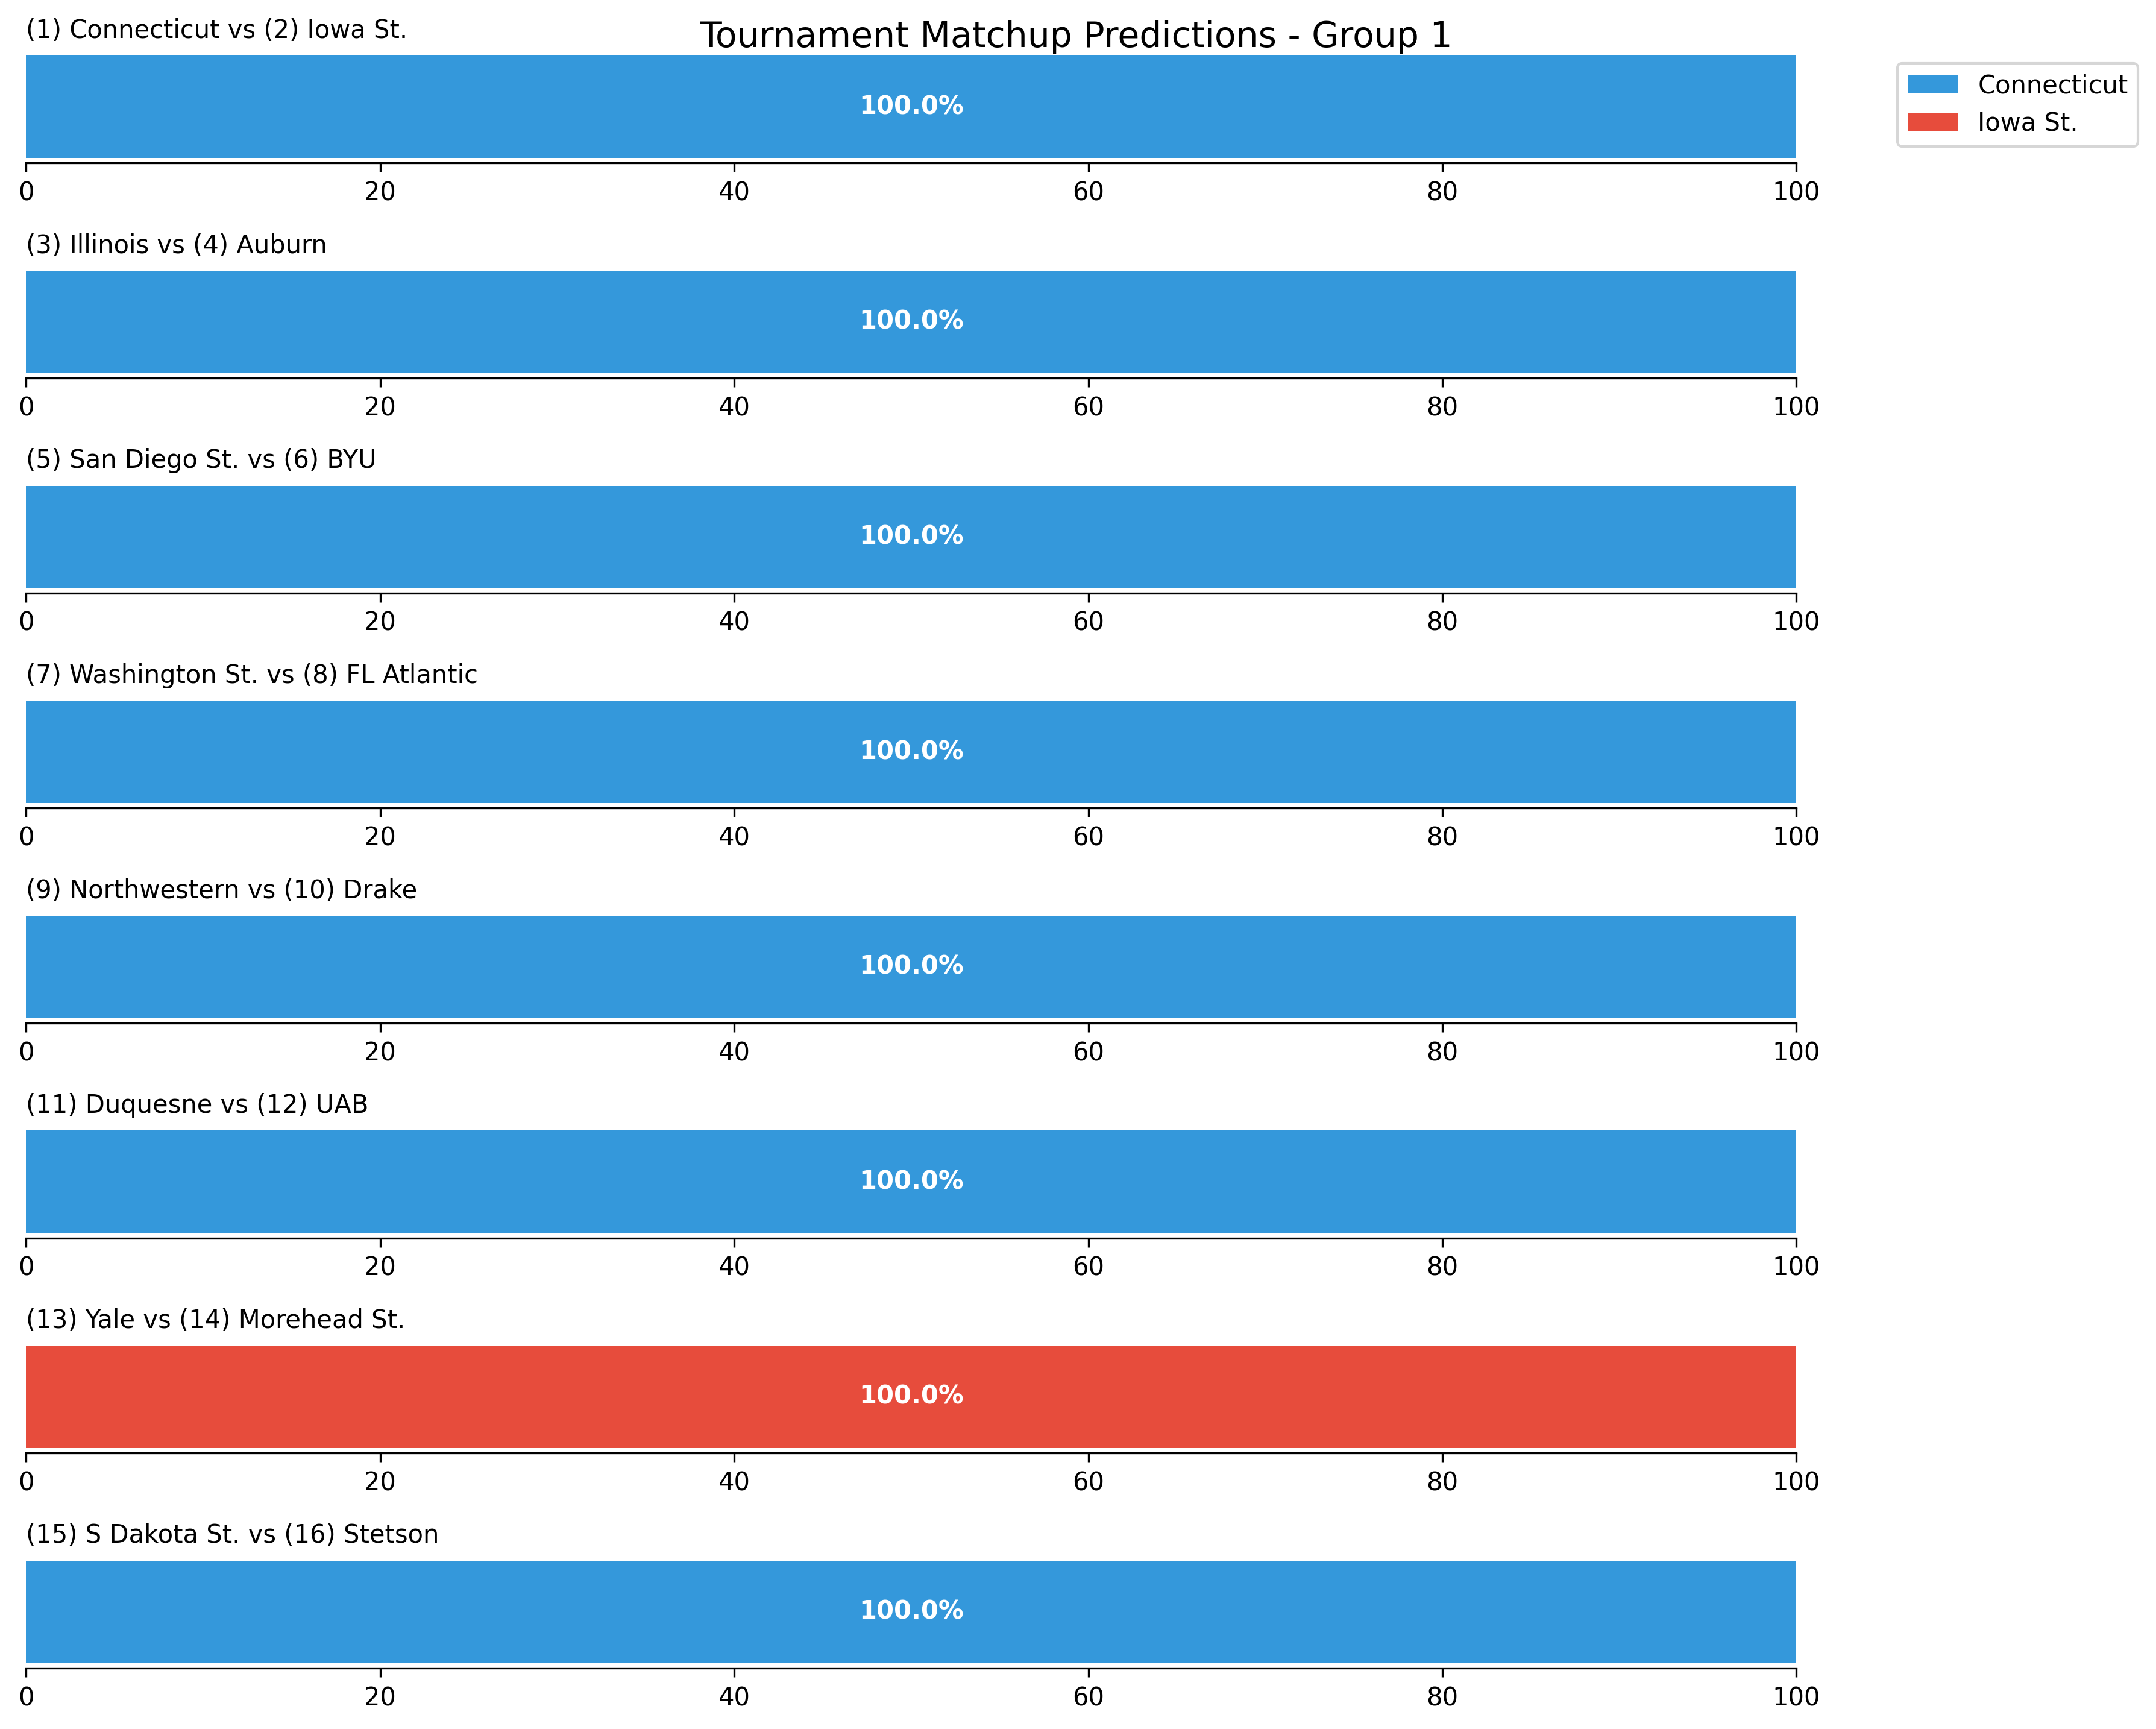 Tournament Matchup Predictions - Group 1
(1) Connecticut vs (2) Iowa St.
100.0%
0 20 40 60 80 100
Connecticut
Iowa St.
(3) Illinois vs (4) Auburn
100.0%
0 20 40 60 80 100
(5) San Diego St. vs (6) BYU
100.0%
0 20 40 60 80 100
(7) Washington St. vs (8) FL Atlantic
100.0%
0 20 40 60 80 100
(9) Northwestern vs (10) Drake
100.0%
0 20 40 60 80 100
(11) Duquesne vs (12) UAB
100.0%
0 20 40 60 80 100
(13) Yale vs (14) Morehead St.
100.0%
0 20 40 60 80 100
(15) S Dakota St. vs (16) Stetson
100.0%
0 20 40 60 80 100